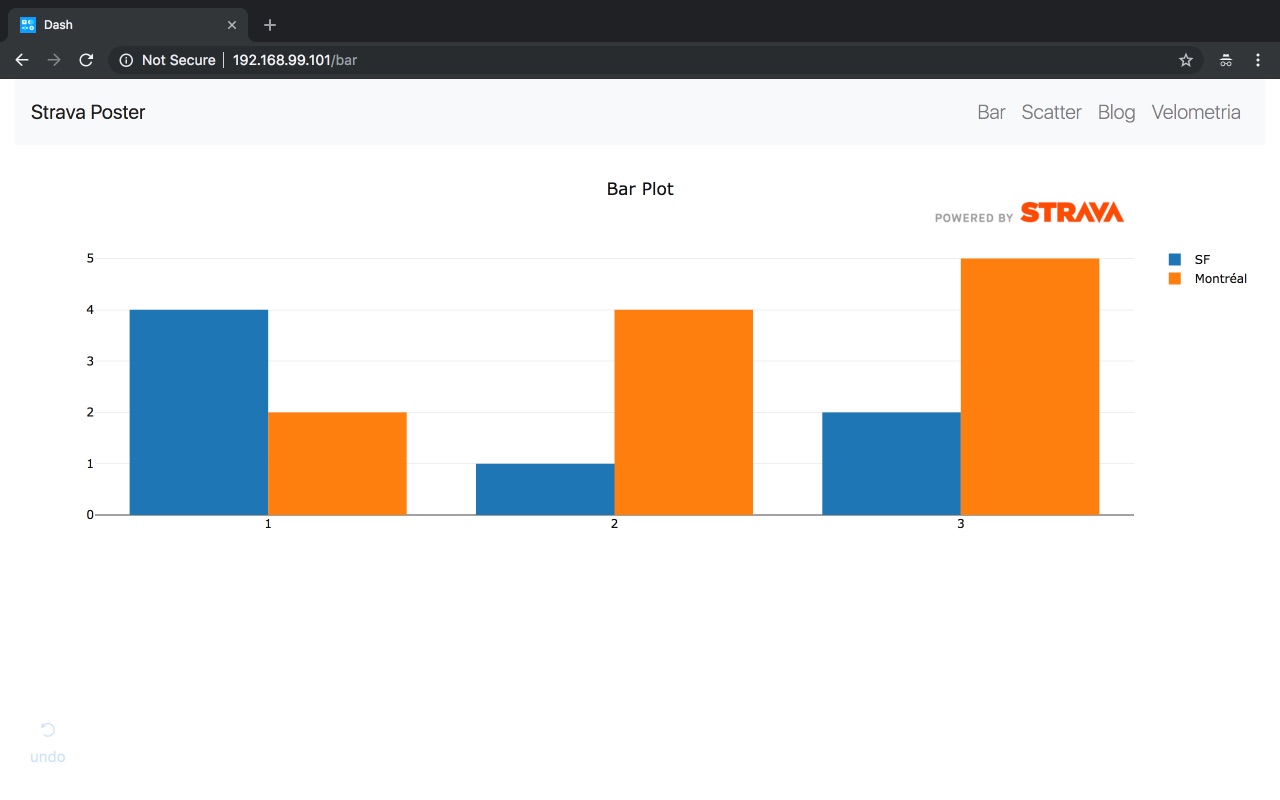 Dash
Not Secure 192.168.99.101/bar
Strava Poster
Bar Scatter Blog Velometria
Bar Plot
POWERED BY STRAVA
5
4
3
2
1
0
1 2 3
SF
Montréal
undo